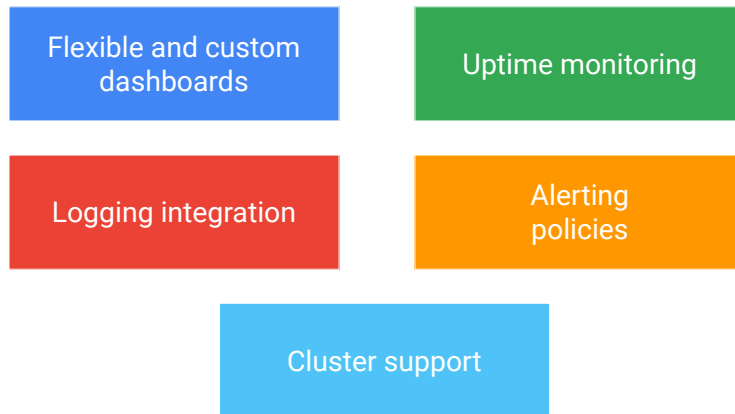 Flexible and custom
dashboards
Uptime monitoring
Logging integration
Alerting
policies
Cluster support